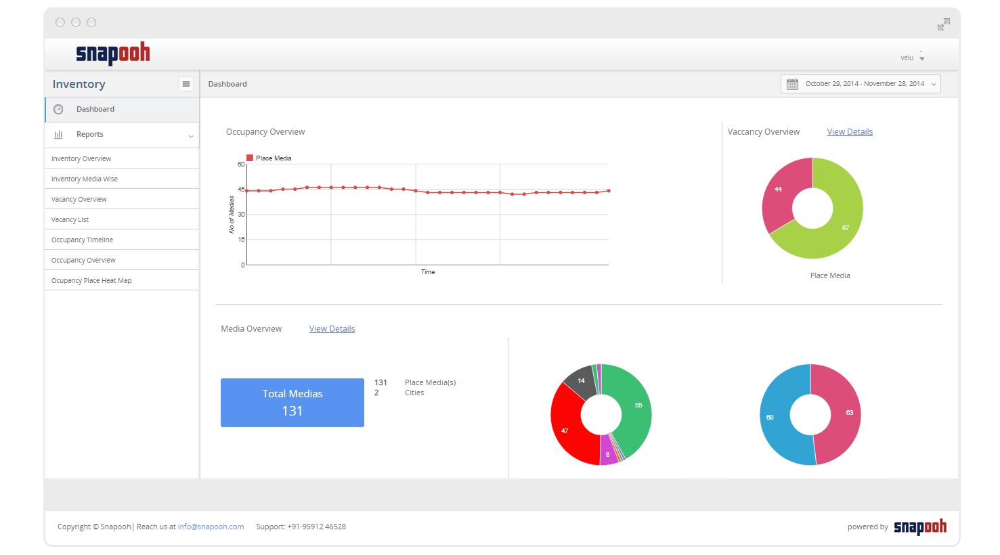 snapooh
velu
Inventory
Dashboard
October 29, 2014 - November 28, 2014
Dashboard
Reports
Inventory Overview
Inventory Media Wise
Vacancy Overview
Vacancy List
Occupancy Timeline
Occupancy Overview
Ocupancy Place Heat Map
Occupancy Overview
Place Media
60
45
30
15
0
No of Medias
Time
Vaccancy Overview View Details
44
87
Place Media
Media Overview View Details
Total Medias
131
131 Place Media(s)
2 Cities
14
55
47
8
68
63
Copyright © Snapooh| Reach us at info@snapooh.com Support: +91-95912 46528
powered by snapooh